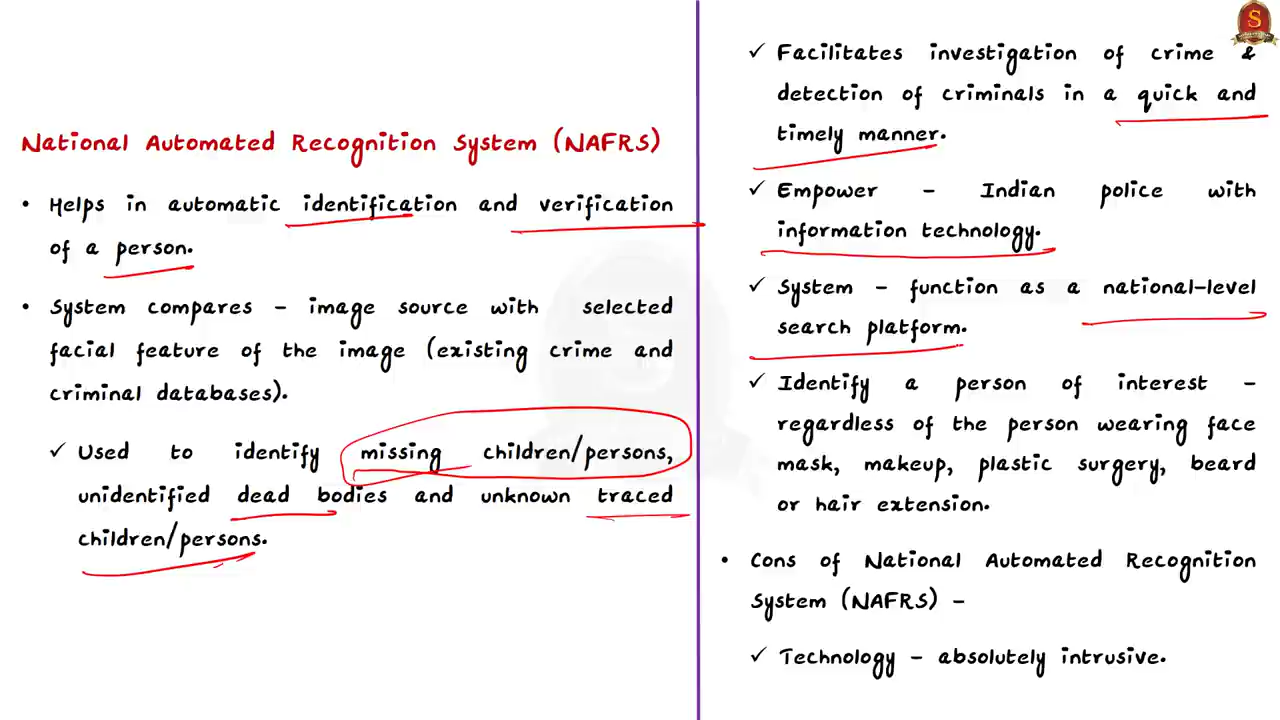 National Automated Recognition System (NAFRS)
• Helps in automatic identification and verification
of a person.
• System compares – image source with selected
facial feature of the image (existing crime and
criminal databases).
✓ Used to identify missing children/persons,
unidentified dead bodies and unknown traced
children/persons.
✓ Facilitates investigation of crime &
detection of criminals in a quick and
timely manner.
✓ Empower – Indian police with
information technology.
✓ System – function as a national-level
search platform.
✓ Identify a person of interest –
regardless of the person wearing face
mask, makeup, plastic surgery, beard
or hair extension.
• Cons of National Automated Recognition
System (NAFRS) –
✓ Technology – absolutely intrusive.
S